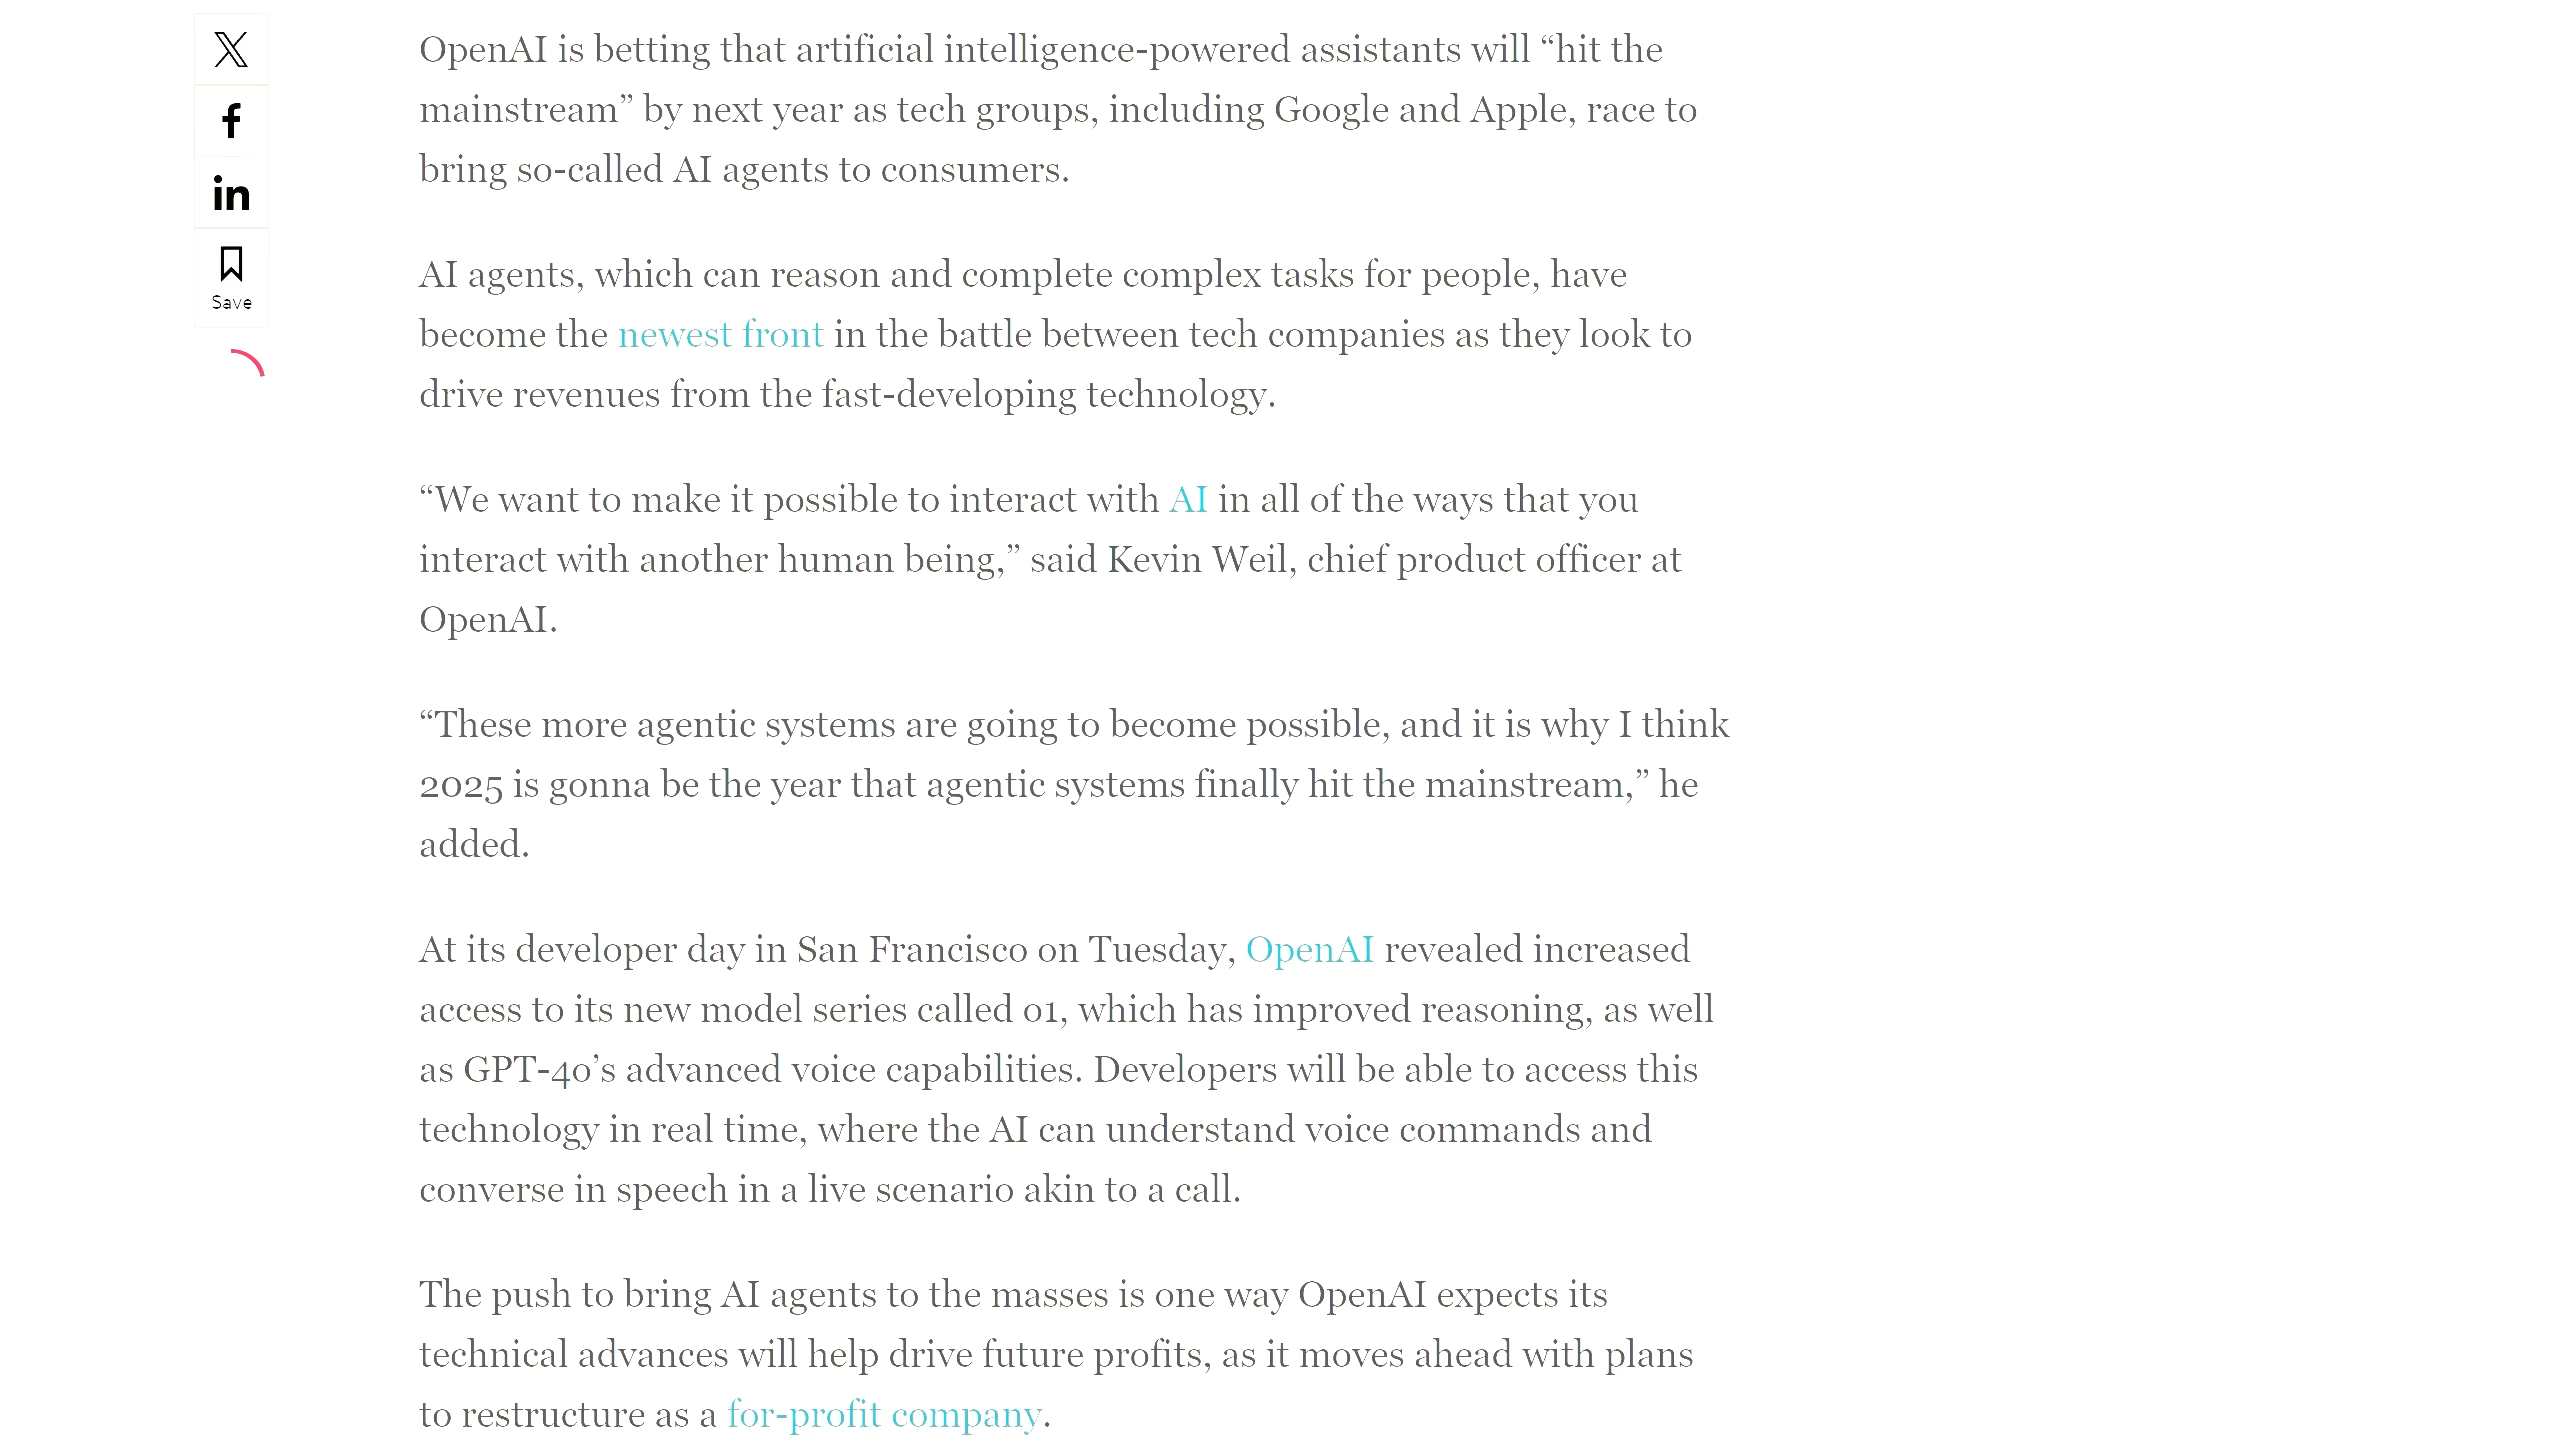 Save
OpenAI is betting that artificial intelligence-powered assistants will “hit the
mainstream” by next year as tech groups, including Google and Apple, race to
bring so-called AI agents to consumers.
AI agents, which can reason and complete complex tasks for people, have
become the newest front in the battle between tech companies as they look to
drive revenues from the fast-developing technology.
“We want to make it possible to interact with AI in all of the ways that you
interact with another human being,” said Kevin Weil, chief product officer at
OpenAI.
“These more agentic systems are going to become possible, and it is why I think
2025 is gonna be the year that agentic systems finally hit the mainstream,” he
added.
At its developer day in San Francisco on Tuesday, OpenAI revealed increased
access to its new model series called o1, which has improved reasoning, as well
as GPT-4o’s advanced voice capabilities. Developers will be able to access this
technology in real time, where the AI can understand voice commands and
converse in speech in a live scenario akin to a call.
The push to bring AI agents to the masses is one way OpenAI expects its
technical advances will help drive future profits, as it moves ahead with plans
to restructure as a for-profit company.